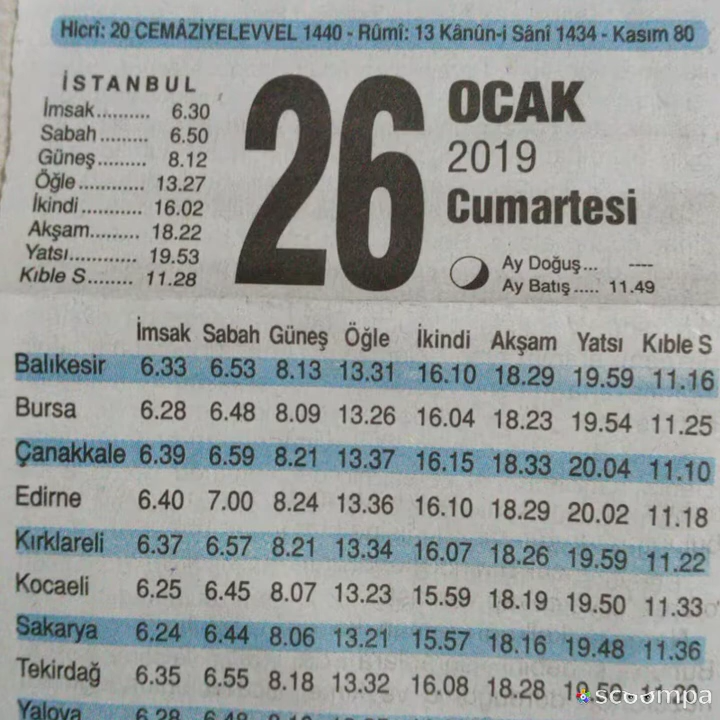 Hicrî: 20 CEMÂZİYELEVVEL 1440 - Rûmî: 13 Kânûn-i Sânî 1434 - Kasım 80
İSTANBUL
İmsak.......... 6.30
Sabah.......... 6.50
Güneş......... 8.12
Öğle............ 13.27
İkindi........... 16.02
Akşam......... 18.22
Yatsı............ 19.53
Kıble S........ 11.28
26
OCAK
2019
Cumartesi
Ay Doğuş... ----
Ay Batış..... 11.49
İmsak Sabah Güneş Öğle İkindi Akşam Yatsı Kıble S
Balıkesir 6.33 6.53 8.13 13.31 16.10 18.29 19.59 11.16
Bursa 6.28 6.48 8.09 13.26 16.04 18.23 19.54 11.25
Çanakkale 6.39 6.59 8.21 13.37 16.15 18.33 20.04 11.10
Edirne 6.40 7.00 8.24 13.36 16.10 18.29 20.02 11.18
Kırklareli 6.37 6.57 8.21 13.34 16.07 18.26 19.59 11.22
Kocaeli 6.25 6.45 8.07 13.23 15.59 18.19 19.50 11.33
Sakarya 6.24 6.44 8.06 13.21 15.57 18.16 19.48 11.36
Tekirdağ 6.35 6.55 8.18 13.32 16.08 18.28
scoompa
Yalova 6.28 6.48